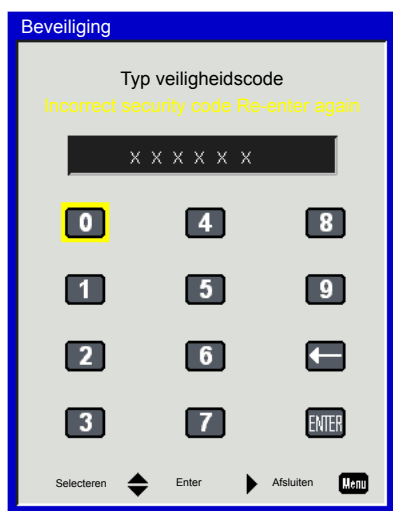 Beveiliging
Typ veiligheidscode
Incorrect security code Re-enter again
X X X X X X
0 4 8
1 5 9
2 6
3 7 ENTER
Selecteren Enter Afsluiten Menu